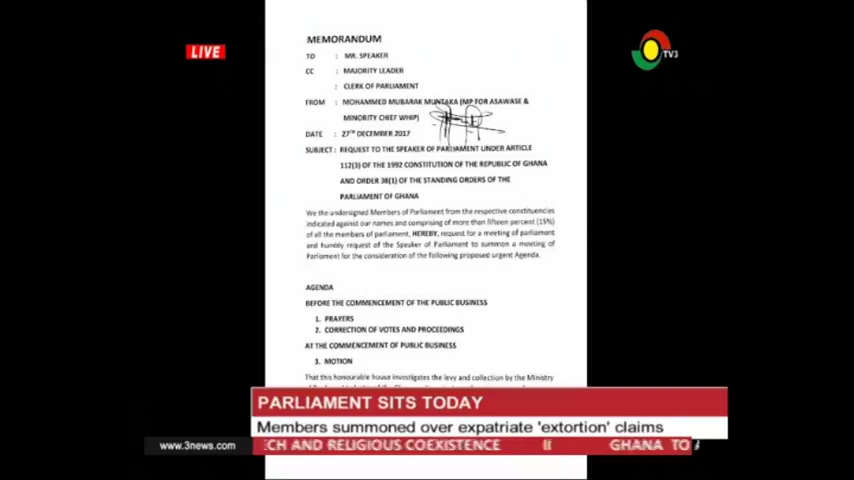 LIVE
TV3
MEMORANDUM
TO : MR. SPEAKER
CC : MAJORITY LEADER
: CLERK OF PARLIAMENT
FROM : MOHAMMED MUBARAK MUNTAKA (MP FOR ASAWASE &
MINORITY CHIEF WHIP)
DATE : 27TH DECEMBER 2017
SUBJECT : REQUEST TO THE SPEAKER OF PARLIAMENT UNDER ARTICLE
112(3) OF THE 1992 CONSTITUTION OF THE REPUBLIC OF GHANA
AND ORDER 38(1) OF THE STANDING ORDERS OF THE
PARLIAMENT OF GHANA
We the undersigned Members of Parliament from the respective constituencies
indicated against our names and comprising of more than fifteen percent (15%)
of all the members of parliament, HEREBY, request for a meeting of parliament
and humbly request of the Speaker of Parliament to summon a meeting of
Parliament for the consideration of the following proposed urgent Agenda.
AGENDA
BEFORE THE COMMENCEMENT OF THE PUBLIC BUSINESS
1. PRAYERS
2. CORRECTION OF VOTES AND PROCEEDINGS
AT THE COMMENCEMENT OF PUBLIC BUSINESS
3. MOTION
That this honourable house investigates the levy and collection by the Ministry
PARLIAMENT SITS TODAY
Members summoned over expatriate 'extortion' claims
www.3news.com
CH AND RELIGIOUS COEXISTENCE GHANA TO